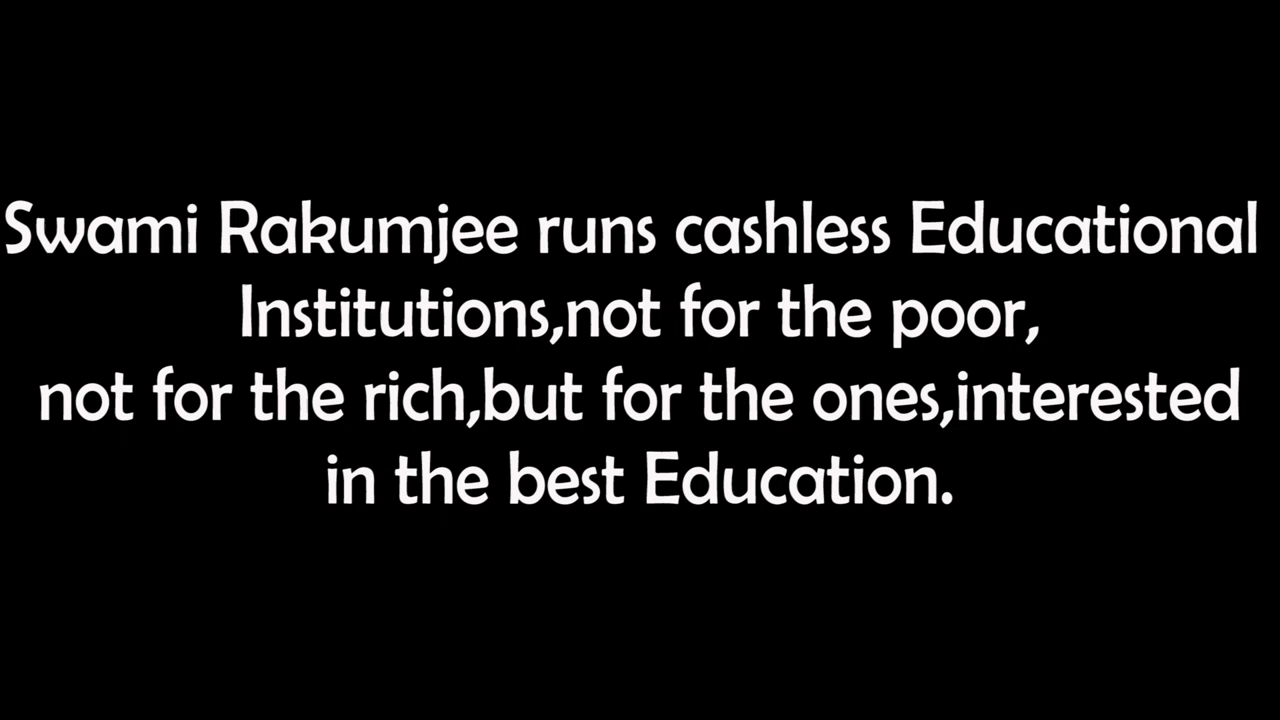 Swami Rakumjee runs cashless Educational
Institutions,not for the poor,
not for the rich,but for the ones,interested
in the best Education.